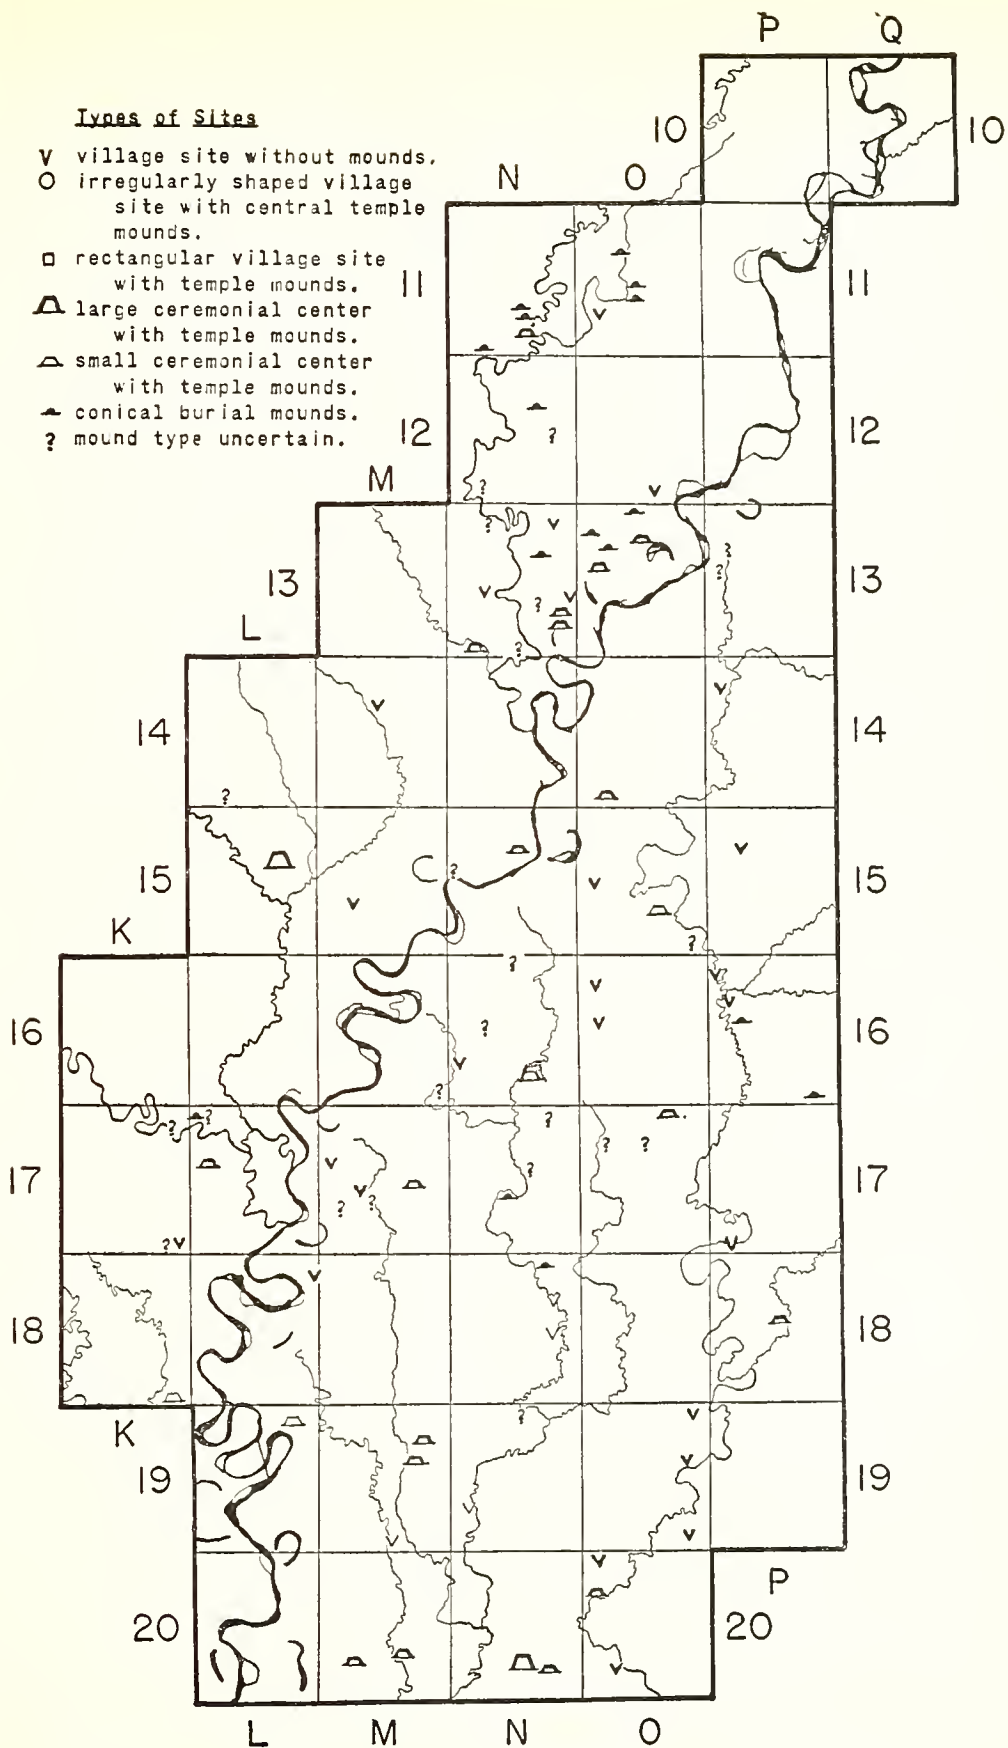 P Q
Types of Sites
V village site without mounds.
O irregularly shaped village
site with central temple
mounds.
□ rectangular village site
with temple mounds.
large ceremonial center
with temple mounds.
small ceremonial center
with temple mounds.
conical burial mounds.
? mound type uncertain.
10 10
N O
11 11
12 12
M
13 13
L
14 14
15 15
K
16 16
17 17
18 18
K
19 19
P
20 20
L M N O